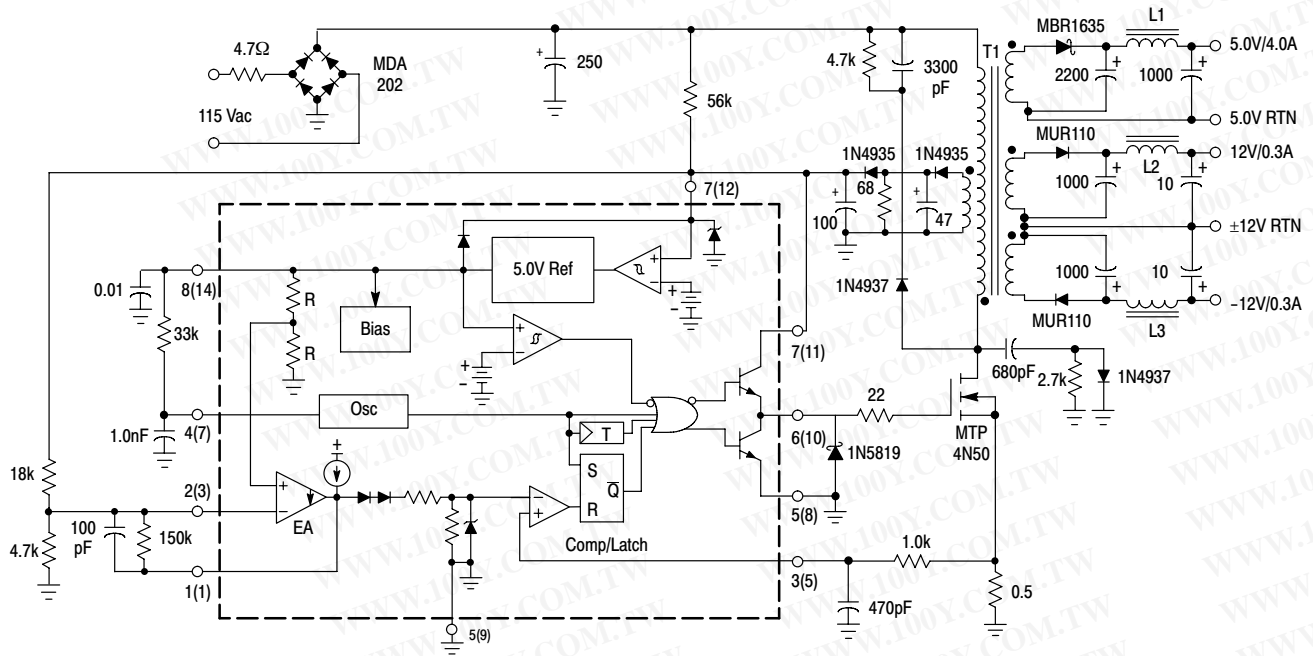 L1
MBR1635
5.0V/4.0A
4.7Ω
MDA
202
+
250
4.7k
3300
pF
T1
2200
+
1000
+
115 Vac
56k
5.0V RTN
MUR110
12V/0.3A
1N4935
1N4935
L2
7(12)
68
1000
+
10
+
+
100
+
47
±12V RTN
5.0V Ref
1N4937
1000
+
10
+
0.01
8(14)
R
+
−
+
−
–12V/0.3A
MUR110
L3
33k
Bias
R
+
−
+
−
7(11)
680pF
2.7k
1N4937
Osc
22
1.0nF
4(7)
T
6(10)
MTP
4N50
18k
+
S
1N5819
2(3)
+
−
Q
R
−
+
5(8)
100
pF
150k
EA
4.7k
Comp/Latch
1.0k
1(1)
3(5)
470pF
0.5
5(9)
WWW.100Y.COM.TW